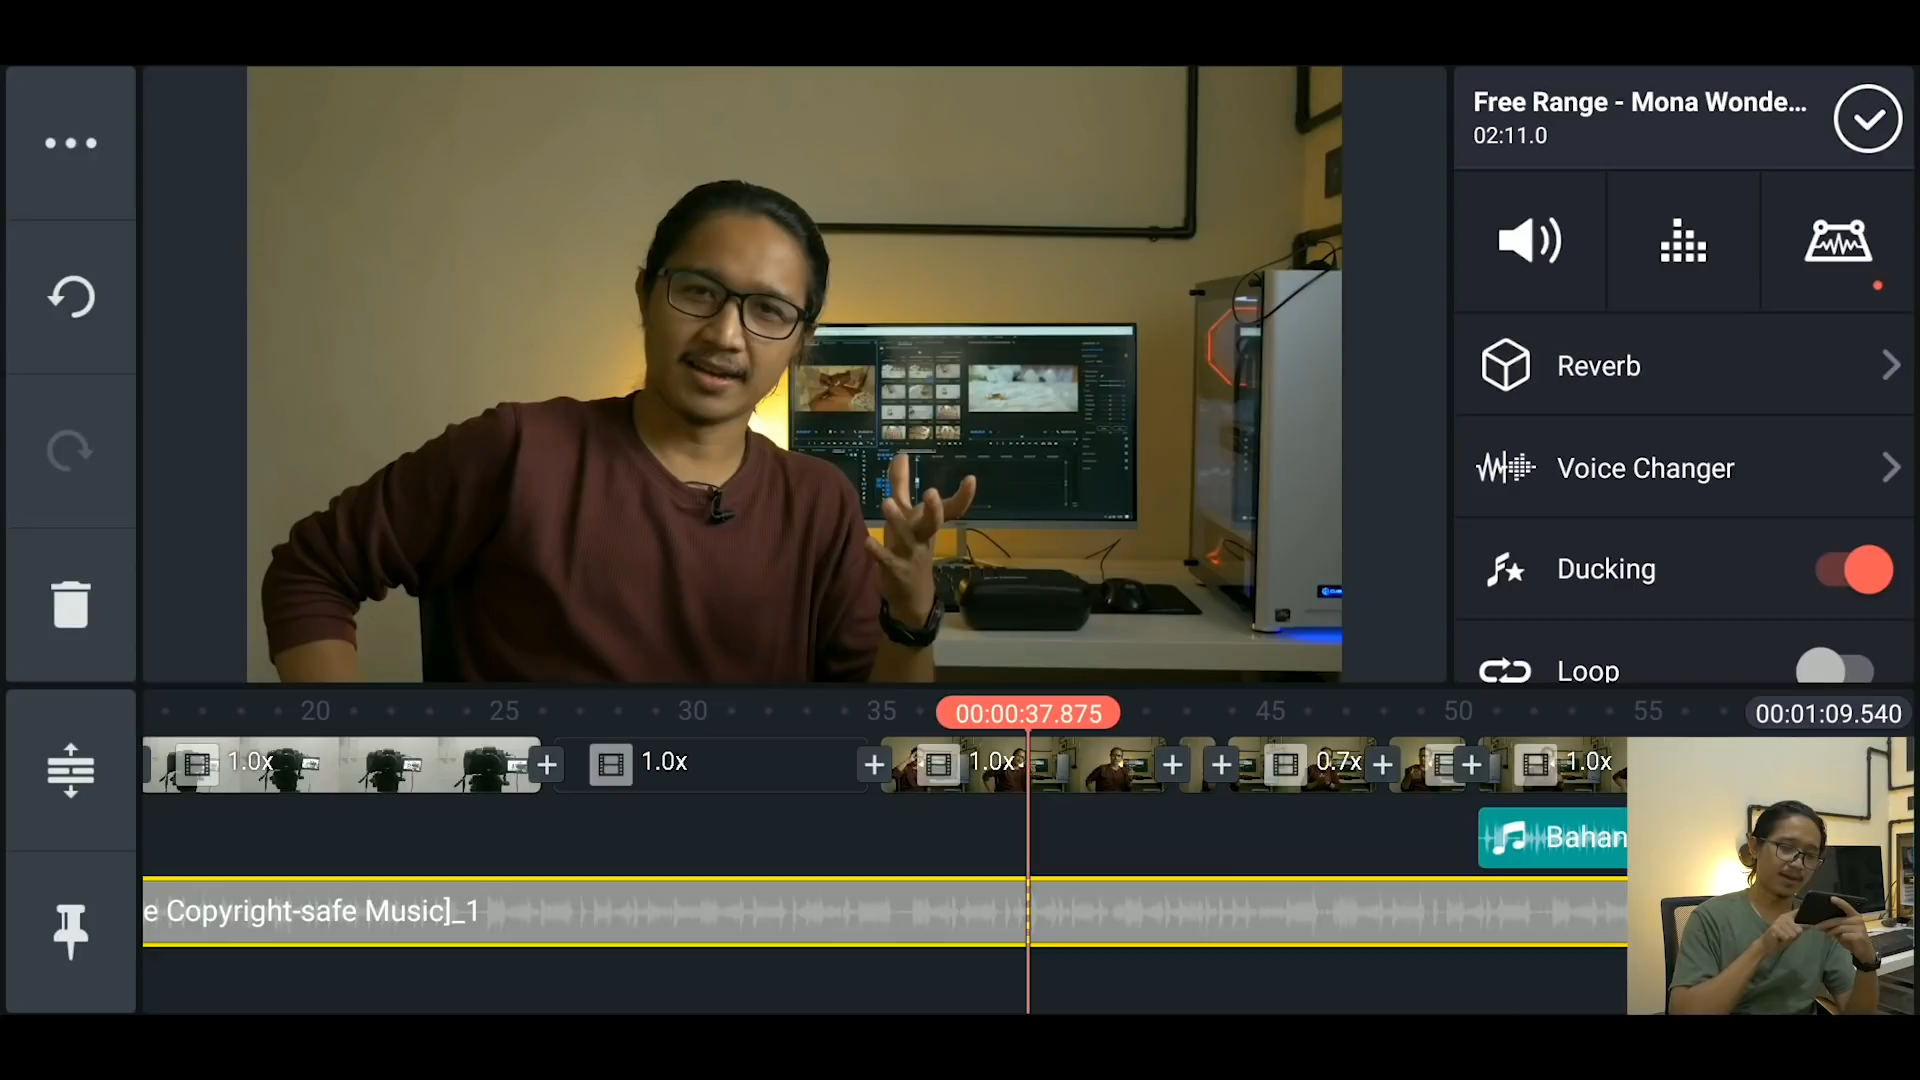 Free Range - Mona Wonde...
02:11.0
Reverb
Voice Changer
Ducking
Loop
20 25 30 35 00:00:37.875 45 50 55 00:01:09.540
1.0x 1.0x 1.0x 0.7x 1.0x
Bahan
e Copyright-safe Music]_1